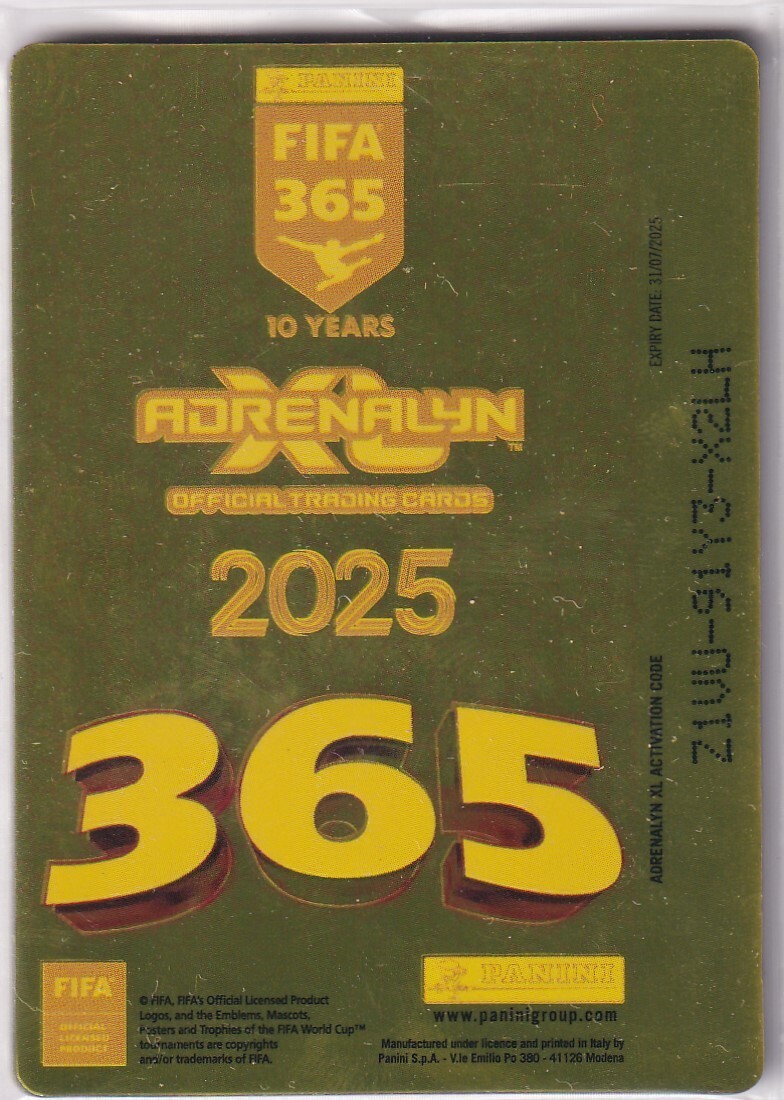 PANINI
FIFA
365
10 YEARS
ADRENALYN
XL™
OFFICIAL TRADING CARDS
2025
365
EXPIRY DATE: 31/07/2025
ADRENALYN XL ACTIVATION CODE
Z1VU-91Y3-X2LH
FIFA
OFFICIAL
LICENSED
PRODUCT
© FIFA, FIFA's Official Licensed Product
Logos, and the Emblems, Mascots,
Posters and Trophies of the FIFA World Cup™
tournaments are copyrights
and/or trademarks of FIFA.
PANINI
www.paninigroup.com
Manufactured under licence and printed in Italy by
Panini S.p.A. - V.le Emilio Po 380 - 41126 Modena